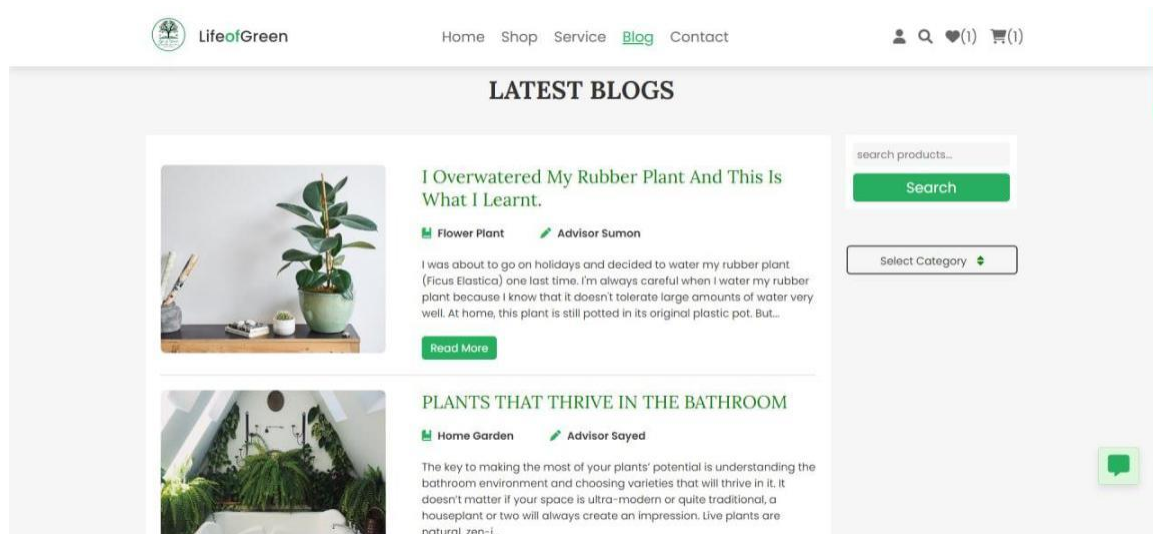 LifeofGreen
Home Shop Service Blog Contact
(1) (1)
LATEST BLOGS
I Overwatered My Rubber Plant And This Is
What I Learnt.
Flower Plant Advisor Sumon
I was about to go on holidays and decided to water my rubber plant
(Ficus Elastica) one last time. I'm always careful when I water my rubber
plant because I know that it doesn't tolerate large amounts of water very
well. At home, this plant is still potted in its original plastic pot. But...
Read More
PLANTS THAT THRIVE IN THE BATHROOM
Home Garden Advisor Sayed
The key to making the most of your plants' potential is understanding the
bathroom environment and choosing varieties that will thrive in it. It
doesn't matter if your space is ultra-modern or quite traditional, a
houseplant or two will always create an impression. Live plants are
natural, zen-i...
search products...
Search
Select Category